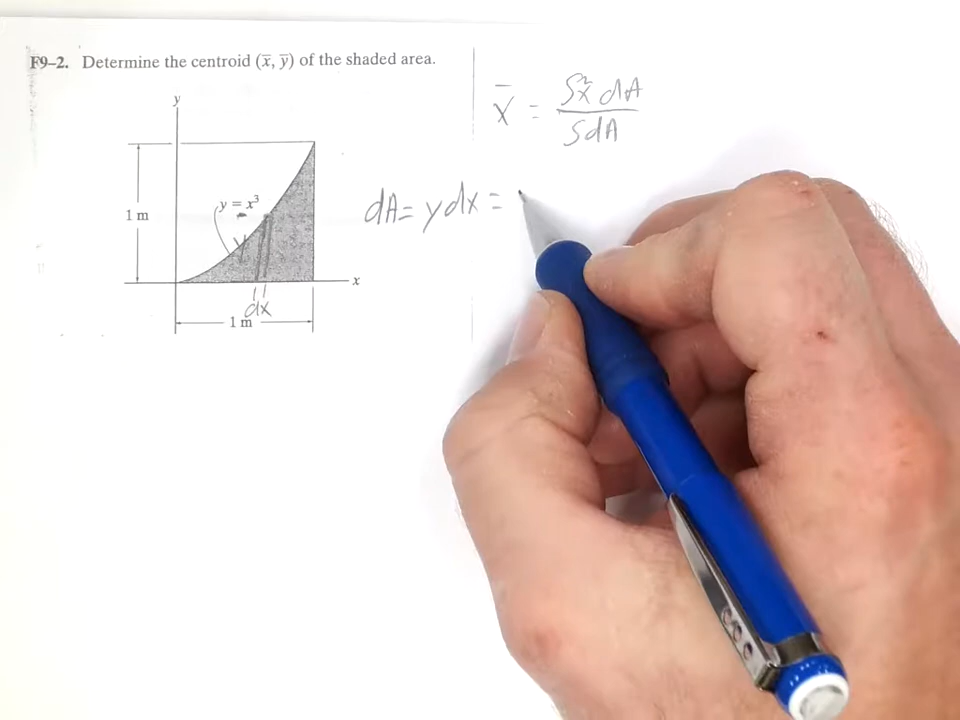 F9–2. Determine the centroid (x̄, ȳ) of the shaded area.
x̄ = ∫x̃ dA
∫dA
y
y = x³
1 m
dA = y dx =
x
dx
1 m